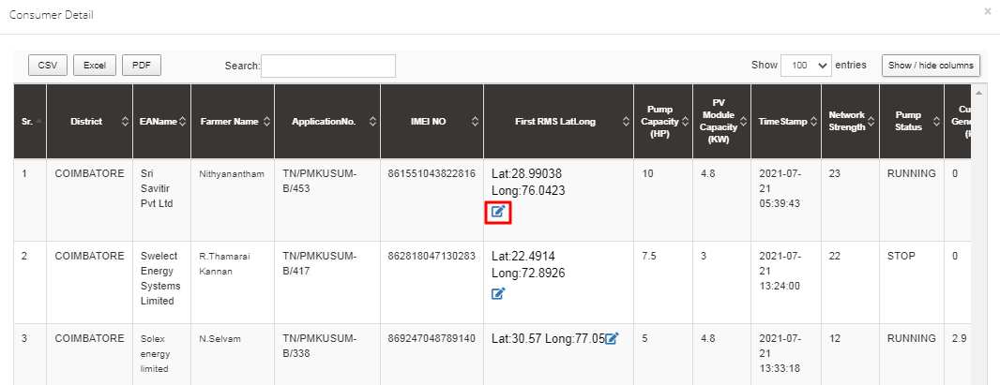 Consumer Detail
×
CSV Excel PDF Search: Show 100 entries Show / hide columns
Sr. District EAName Farmer Name ApplicationNo. IMEI NO First RMS LatLong Pump Capacity (HP) PV Module Capacity (KW) TimeStamp Network Strength Pump Status
1 COIMBATORE Sri Savitir Pvt Ltd Nithyanantham TN/PMKUSUM-B/453 861551043822816 Lat:28.99038 Long:76.0423 10 4.8 2021-07-21 05:39:43 23 RUNNING 0
2 COIMBATORE Swelect Energy Systems Limited R.Thamarai Kannan TN/PMKUSUM-B/417 862818047130283 Lat:22.4914 Long:72.8926 7.5 3 2021-07-21 13:24:00 22 STOP 0
3 COIMBATORE Solex energy limited N.Selvam TN/PMKUSUM-B/338 869247048789140 Lat:30.57 Long:77.05 5 4.8 2021-07-21 13:33:18 12 RUNNING 2.9